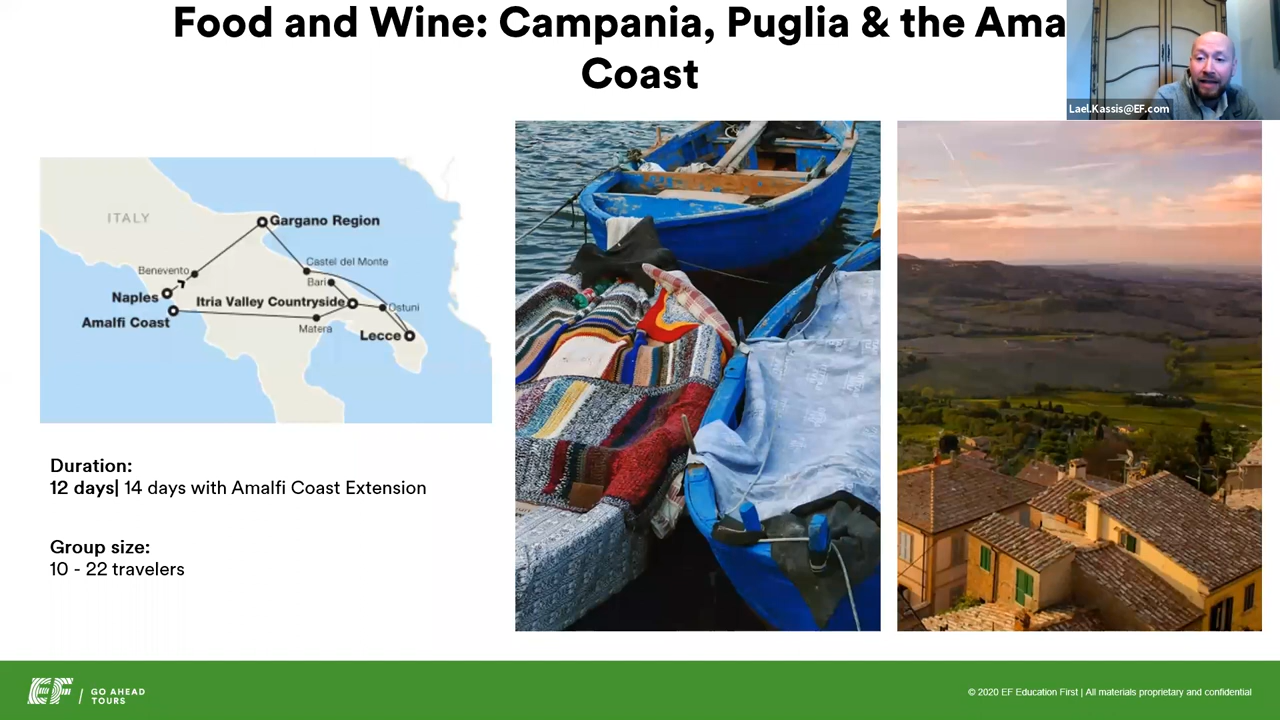 Food and Wine: Campania, Puglia & the Ama
Coast
Lael.Kassis@EF.com
ITALY
Gargano Region
Benevento
Castel del Monte
Bari
Naples
Itria Valley Countryside
Ostuni
Amalfi Coast
Matera
Lecce
Duration:
12 days| 14 days with Amalfi Coast Extension
Group size:
10 - 22 travelers
EF / GO AHEAD
TOURS
© 2020 EF Education First | All materials proprietary and confidential